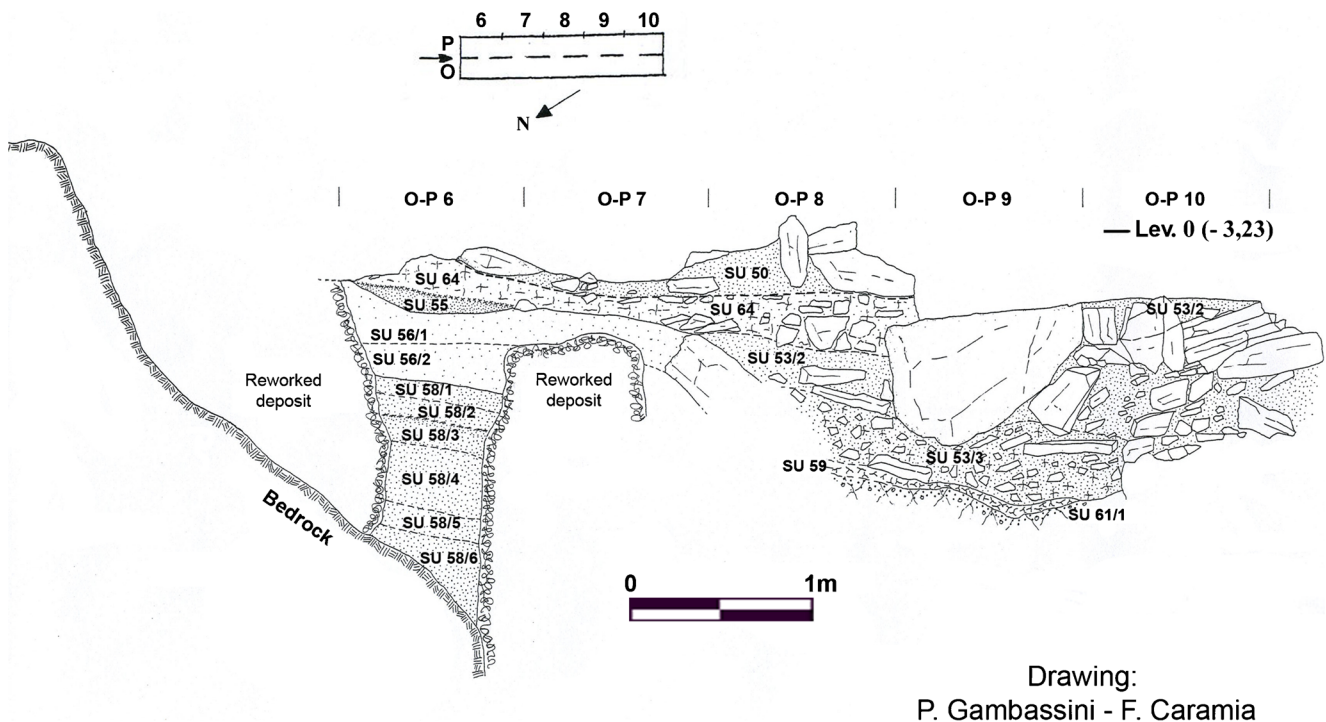 6 7 8 9 10
P
O
N
O-P 6 O-P 7 O-P 8 O-P 9 O-P 10
Lev. 0 (- 3,23)
SU 64
SU 50
SU 55
SU 64
SU 53/2
SU 56/1
SU 56/2
SU 53/2
Reworked
deposit
Reworked
deposit
SU 58/1
SU 58/2
SU 58/3
SU 53/3
SU 59
SU 58/4
SU 61/1
SU 58/5
Bedrock
SU 58/6
0 1m
Drawing:
P. Gambassini - F. Caramia